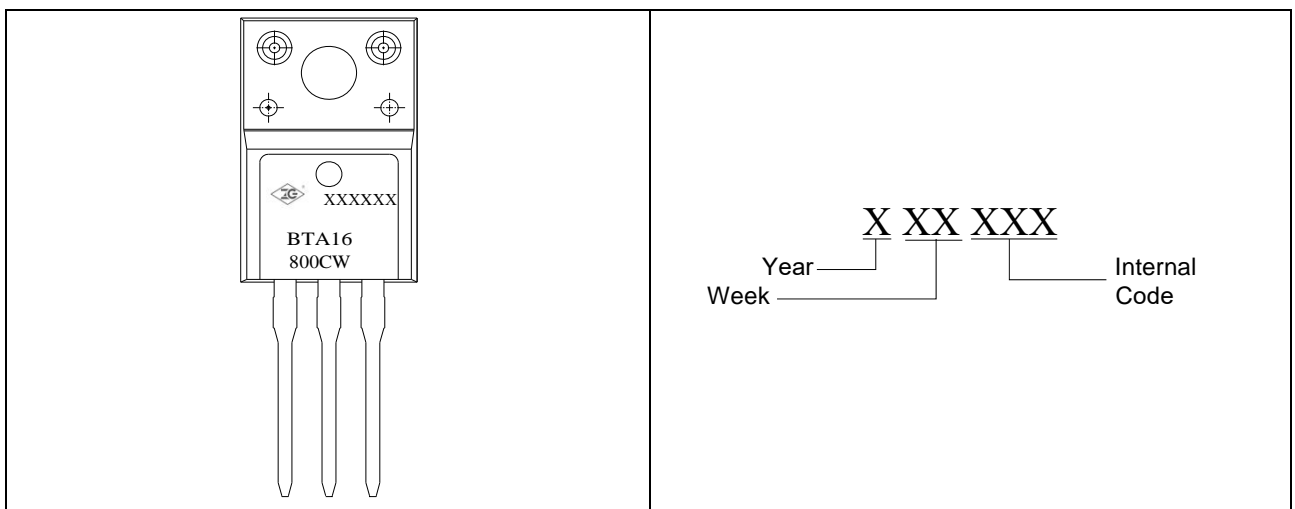 XXXXXX
BTA16
800CW
X XX XXX
Year
Week
Internal
Code